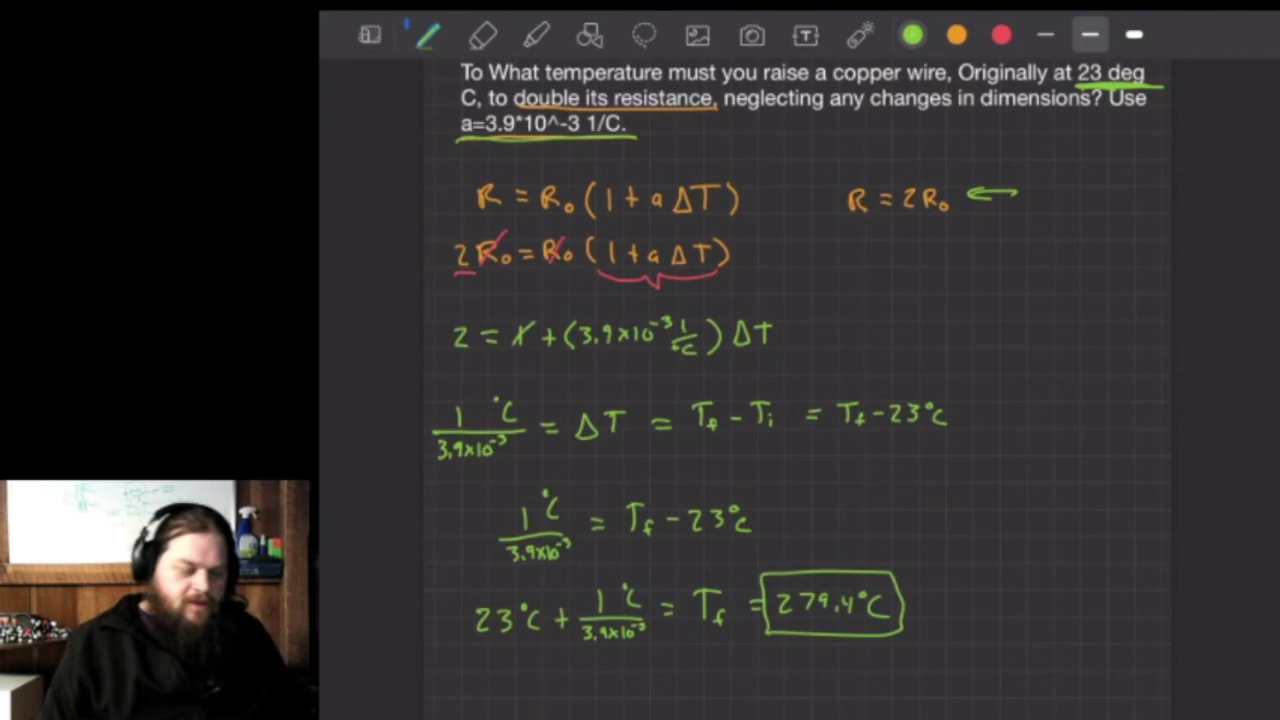 To What temperature must you raise a copper wire, Originally at 23 deg
C, to double its resistance, neglecting any changes in dimensions? Use
a=3.9*10^-3 1/C.
R = R₀ (1 + a ΔT) R = 2R₀
2R₀ = R₀ (1 + a ΔT)
2 = 1 + (3.9×10⁻³ 1/°C) ΔT
1 °C / 3.9×10⁻³ = ΔT = T_f - T_i = T_f - 23°C
1 °C / 3.9×10⁻³ = T_f - 23°C
23°C + 1 °C / 3.9×10⁻³ = T_f = 279.4°C